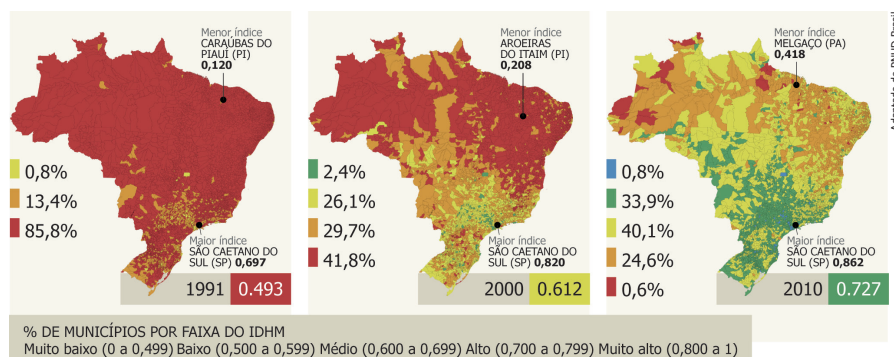 Menor índice
CARAÚBAS DO
PIAUÍ (PI)
0,120
0,8%
13,4%
85,8%
Maior índice
SÃO CAETANO DO
SUL (SP) 0,697
1991 0.493
Menor índice
AROEIRAS
DO ITAIM (PI)
0,208
2,4%
26,1%
29,7%
41,8%
Maior índice
SÃO CAETANO DO
SUL (SP) 0,820
2000 0.612
Menor índice
MELGAÇO (PA)
0,418
0,8%
33,9%
40,1%
24,6%
0,6%
Maior índice
SÃO CAETANO DO
SUL (SP) 0,862
2010 0.727
% DE MUNICÍPIOS POR FAIXA DO IDHM
Muito baixo (0 a 0,499) Baixo (0,500 a 0,599) Médio (0,600 a 0,699) Alto (0,700 a 0,799) Muito alto (0,800 a 1)